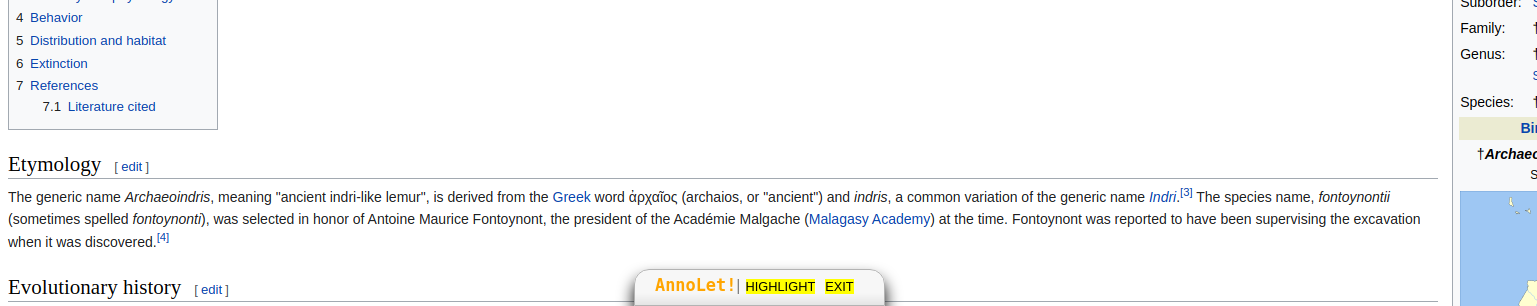 4 Behavior
5 Distribution and habitat
6 Extinction
7 References
7.1 Literature cited
Suborder:
Family: †
Genus: †
Species: †
†Archaeo
Etymology [ edit ]
The generic name Archaeoindris, meaning "ancient indri-like lemur", is derived from the Greek word ἀρχαῖος (archaios, or "ancient") and indris, a common variation of the generic name Indri.[3] The species name, fontoynontii
(sometimes spelled fontoynonti), was selected in honor of Antoine Maurice Fontoynont, the president of the Académie Malgache (Malagasy Academy) at the time. Fontoynont was reported to have been supervising the excavation
when it was discovered.[4]
Evolutionary history [ edit ]
AnnoLet!| HIGHLIGHT EXIT